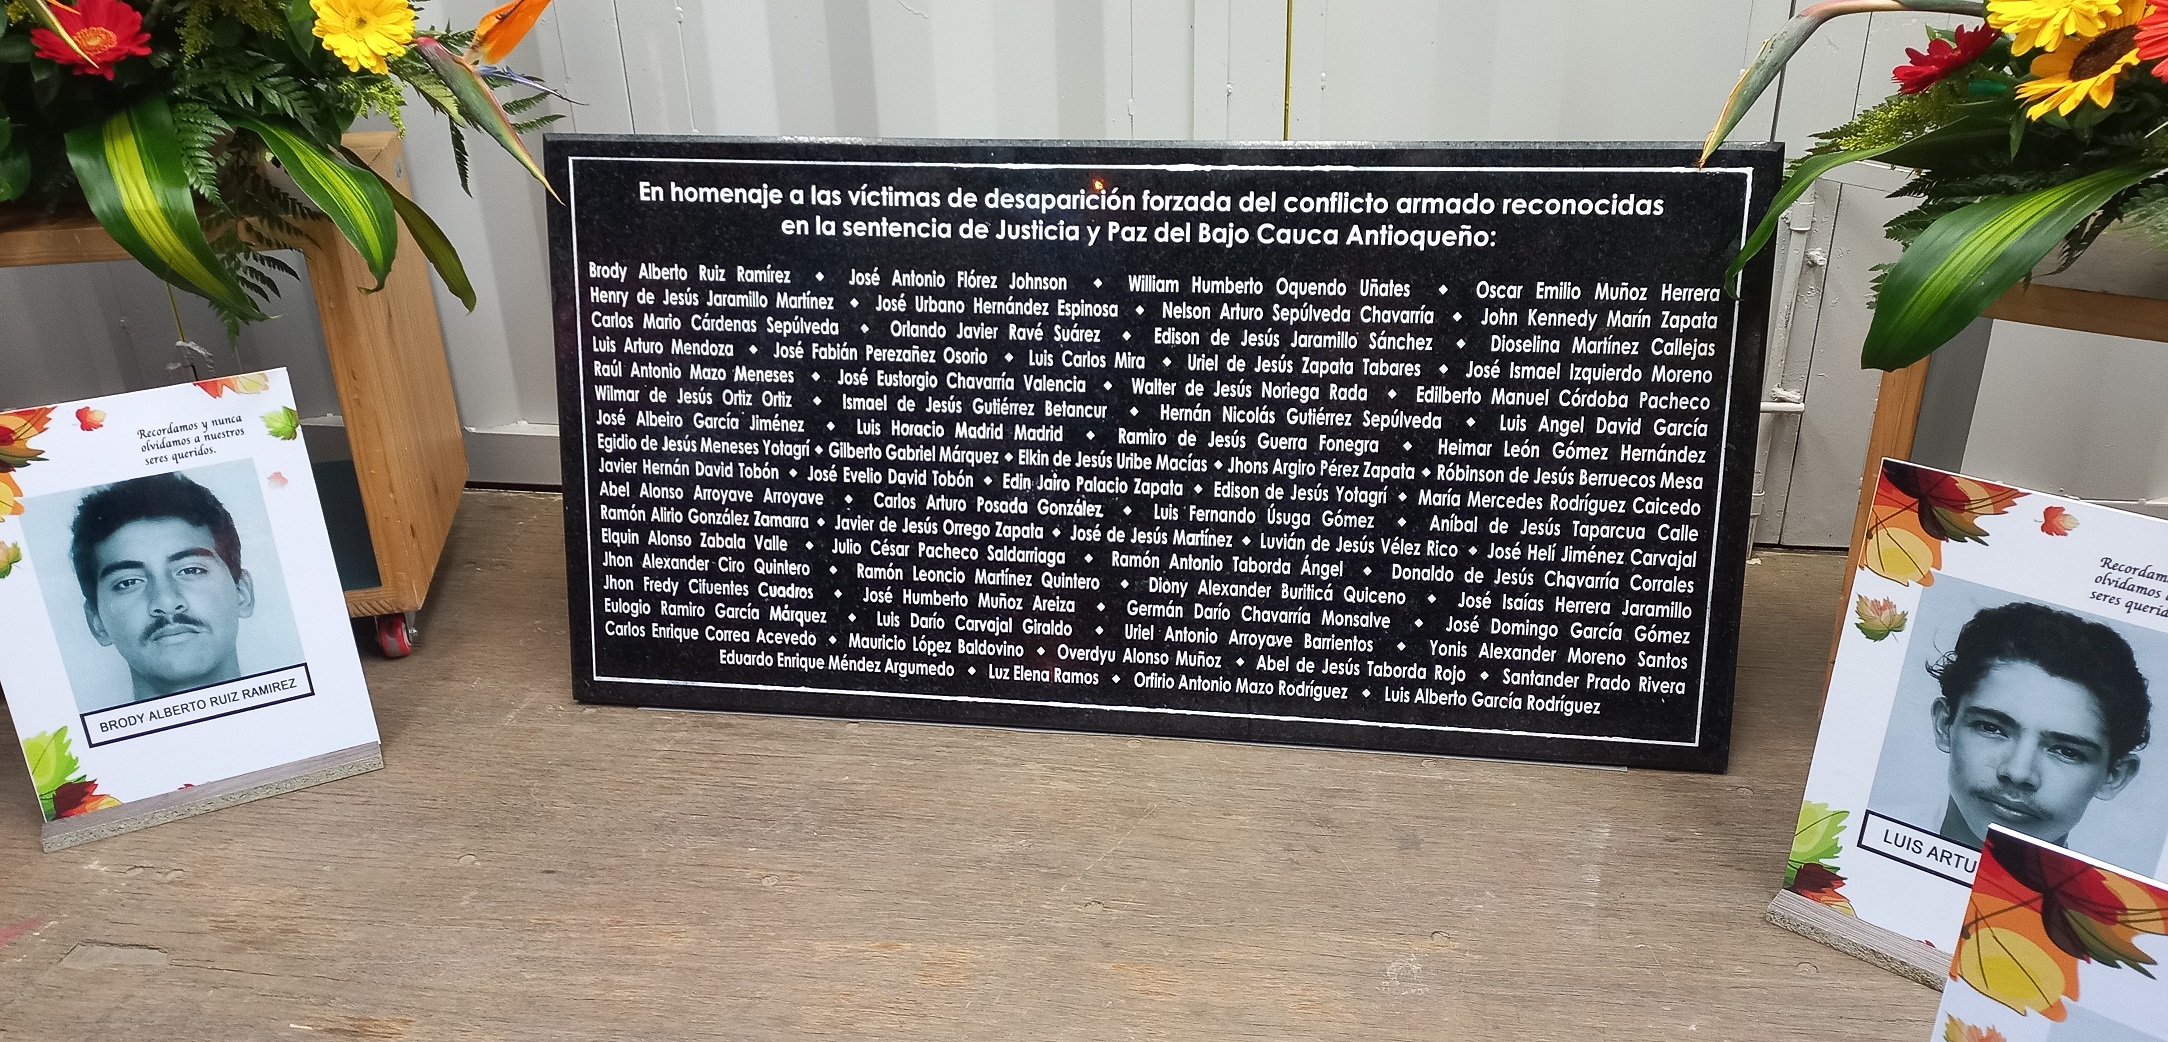 En homenaje a las víctimas de desaparición forzada del conflicto armado reconocidas
en la sentencia de Justicia y Paz del Bajo Cauca Antioqueño:
Brody Alberto Ruiz Ramírez ◆ José Antonio Flórez Johnson ◆ William Humberto Oquendo Uñates ◆ Oscar Emilio Muñoz Herrera
Henry de Jesús Jaramillo Martínez ◆ José Urbano Hernández Espinosa ◆ Nelson Arturo Sepúlveda Chavarría ◆ John Kennedy Marín Zapata
Carlos Mario Cárdenas Sepúlveda ◆ Orlando Javier Ravé Suárez ◆ Edison de Jesús Jaramillo Sánchez ◆ Dioselina Martínez Callejas
Luis Arturo Mendoza ◆ José Fabián Perezañez Osorio ◆ Luis Carlos Mira ◆ Uriel de Jesús Zapata Tabares ◆ José Ismael Izquierdo Moreno
Raúl Antonio Mazo Meneses ◆ José Eustorgio Chavarría Valencia ◆ Walter de Jesús Noriega Rada ◆ Edilberto Manuel Córdoba Pacheco
Wilmar de Jesús Ortiz Ortiz ◆ Ismael de Jesús Gutiérrez Betancur ◆ Hernán Nicolás Gutiérrez Sepúlveda ◆ Luis Angel David García
José Albeiro García Jiménez ◆ Luis Horacio Madrid Madrid ◆ Ramiro de Jesús Guerra Fonegra ◆ Heimar León Gómez Hernández
Egidio de Jesús Meneses Yotagrí ◆ Gilberto Gabriel Márquez ◆ Elkin de Jesús Uribe Macías ◆ Jhons Argiro Pérez Zapata ◆ Róbinson de Jesús Berruecos Mesa
Javier Hernán David Tobón ◆ José Evelio David Tobón ◆ Edin Jairo Palacio Zapata ◆ Edison de Jesús Yotagrí ◆ María Mercedes Rodríguez Caicedo
Abel Alonso Arroyave Arroyave ◆ Carlos Arturo Posada González ◆ Luis Fernando Úsuga Gómez ◆ Aníbal de Jesús Taparcua Calle
Ramón Alirio González Zamarra ◆ Javier de Jesús Orrego Zapata ◆ José de Jesús Martínez ◆ Luvián de Jesús Vélez Rico ◆ José Helí Jiménez Carvajal
Elquin Alonso Zabala Valle ◆ Julio César Pacheco Saldarriaga ◆ Ramón Antonio Taborda Ángel ◆ Donaldo de Jesús Chavarría Corrales
Jhon Alexander Ciro Quintero ◆ Ramón Leoncio Martínez Quintero ◆ Diony Alexander Buriticá Quiceno ◆ José Isaías Herrera Jaramillo
Jhon Fredy Cifuentes Cuadros ◆ José Humberto Muñoz Areiza ◆ Germán Darío Chavarría Monsalve ◆ José Domingo García Gómez
Eulogio Ramiro García Márquez ◆ Luis Darío Carvajal Giraldo ◆ Uriel Antonio Arroyave Barrientos ◆ Yonis Alexander Moreno Santos
Carlos Enrique Correa Acevedo ◆ Mauricio López Baldovino ◆ Overdyu Alonso Muñoz ◆ Abel de Jesús Taborda Rojo ◆ Santander Prado Rivera
Eduardo Enrique Méndez Argumedo ◆ Luz Elena Ramos ◆ Orfirio Antonio Mazo Rodríguez ◆ Luis Alberto García Rodríguez
Recordamos y nunca
olvidamos a nuestros
seres queridos.
BRODY ALBERTO RUIZ RAMIREZ
Recordam
olvidamos
seres querid
LUIS ARTU